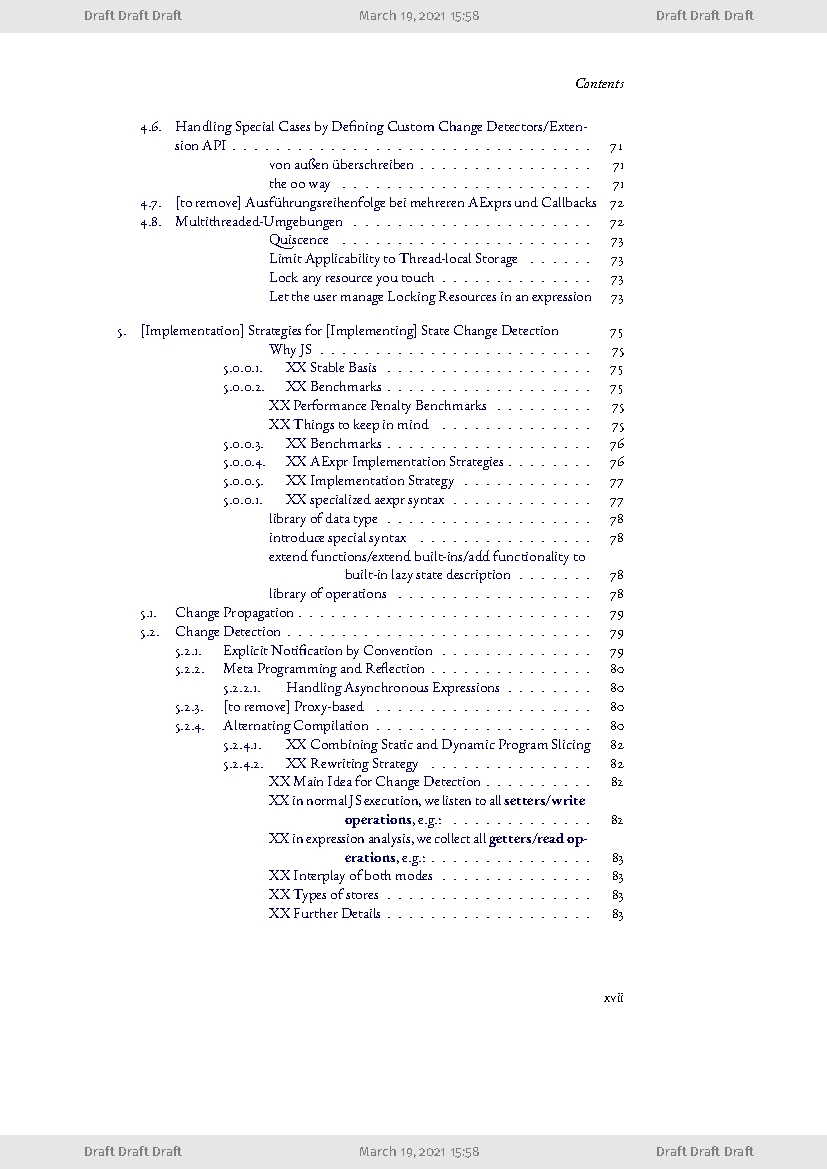 Draft Draft Draft March 19, 2021 15:58 Draft Draft Draft
Contents
4.6. Handling Special Cases by Defining Custom Change Detectors/Exten-
sion API . . . . . . . . . . . . . . . . . . . . . . . . . . . . . . . . . 71
von außen überschreiben . . . . . . . . . . . . . . . . 71
the oo way . . . . . . . . . . . . . . . . . . . . . . . 71
4.7. [to remove] Ausführungsreihenfolge bei mehreren AExprs und Callbacks 72
4.8. Multithreaded-Umgebungen . . . . . . . . . . . . . . . . . . . . . . 72
Quiscence . . . . . . . . . . . . . . . . . . . . . . . 73
Limit Applicability to Thread-local Storage . . . . . . 73
Lock any resource you touch . . . . . . . . . . . . . . 73
Let the user manage Locking Resources in an expression 73
5. [Implementation] Strategies for [Implementing] State Change Detection 75
Why JS . . . . . . . . . . . . . . . . . . . . . . . . . 75
5.0.0.1. XX Stable Basis . . . . . . . . . . . . . . . . . . . 75
5.0.0.2. XX Benchmarks . . . . . . . . . . . . . . . . . . . 75
XX Performance Penalty Benchmarks . . . . . . . . . 75
XX Things to keep in mind . . . . . . . . . . . . . . . 75
5.0.0.3. XX Benchmarks . . . . . . . . . . . . . . . . . . . 76
5.0.0.4. XX AExpr Implementation Strategies . . . . . . . . 76
5.0.0.5. XX Implementation Strategy . . . . . . . . . . . . 77
5.0.0.1. XX specialized aexpr syntax . . . . . . . . . . . . . 77
library of data type . . . . . . . . . . . . . . . . . . . 78
introduce special syntax . . . . . . . . . . . . . . . . . 78
extend functions/extend built-ins/add functionality to
built-in lazy state description . . . . . . . 78
library of operations . . . . . . . . . . . . . . . . . . 78
5.1. Change Propagation . . . . . . . . . . . . . . . . . . . . . . . . . . . 79
5.2. Change Detection . . . . . . . . . . . . . . . . . . . . . . . . . . . . 79
5.2.1. Explicit Notification by Convention . . . . . . . . . . . . . . 79
5.2.2. Meta Programming and Reflection . . . . . . . . . . . . . . . 80
5.2.2.1. Handling Asynchronous Expressions . . . . . . . . 80
5.2.3. [to remove] Proxy-based . . . . . . . . . . . . . . . . . . . . 80
5.2.4. Alternating Compilation . . . . . . . . . . . . . . . . . . . . 80
5.2.4.1. XX Combining Static and Dynamic Program Slicing 82
5.2.4.2. XX Rewriting Strategy . . . . . . . . . . . . . . . 82
XX Main Idea for Change Detection . . . . . . . . . . 82
XX in normal JS execution, we listen to all setters/write
operations, e.g.: . . . . . . . . . . . . . 82
XX in expression analysis, we collect all getters/read op-
erations, e.g.: . . . . . . . . . . . . . . . 83
XX Interplay of both modes . . . . . . . . . . . . . . 83
XX Types of stores . . . . . . . . . . . . . . . . . . . 83
XX Further Details . . . . . . . . . . . . . . . . . . . 83
xvii
Draft Draft Draft March 19, 2021 15:58 Draft Draft Draft